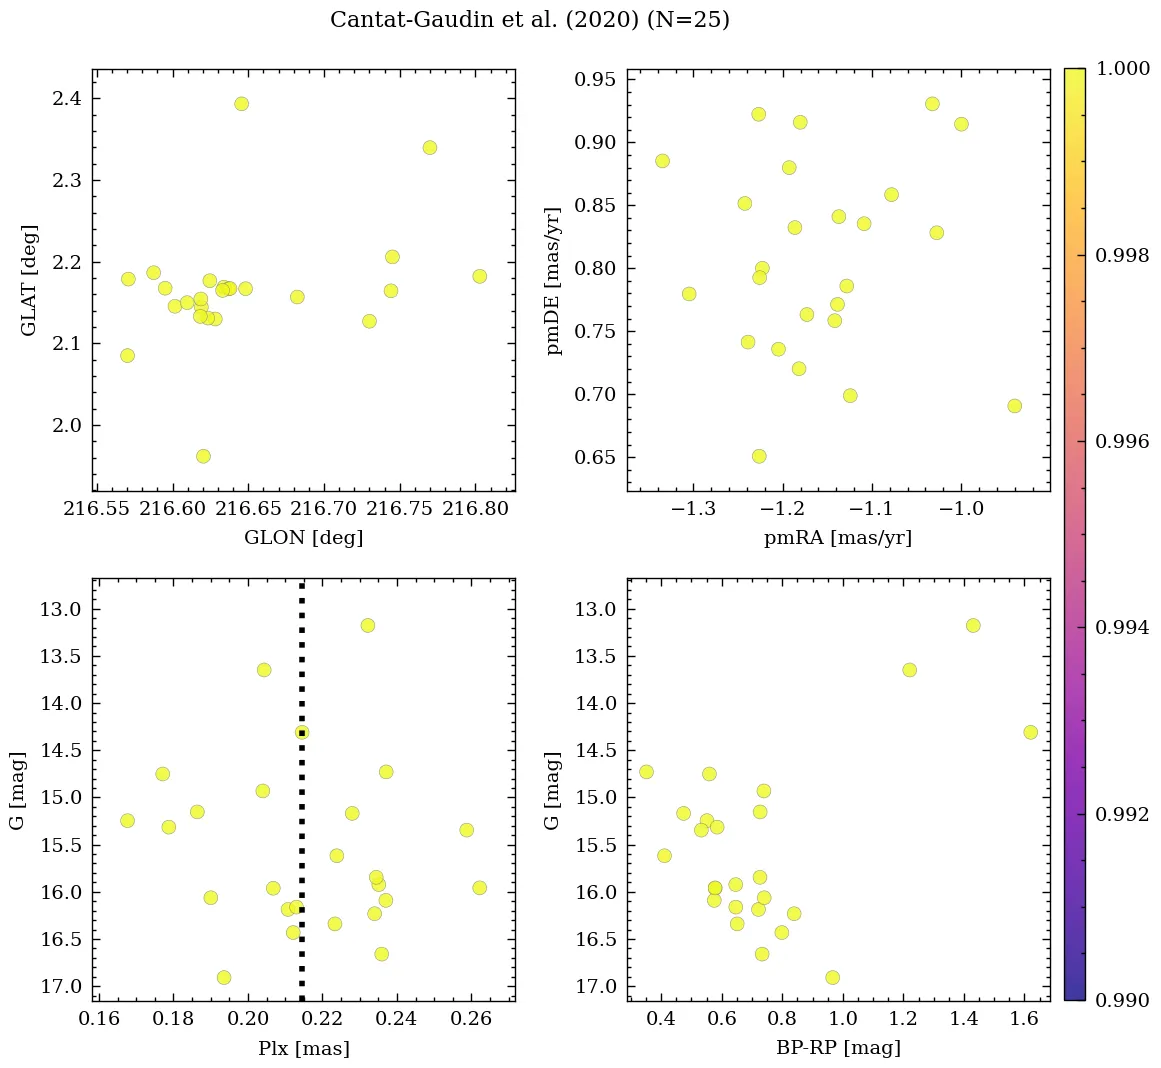 Cantat-Gaudin et al. (2020) (N=25)
2.4
2.3
2.2
2.1
2.0
GLAT [deg]
216.55 216.60 216.65 216.70 216.75 216.80
GLON [deg]
0.95
0.90
0.85
0.80
0.75
0.70
0.65
pmDE [mas/yr]
−1.3 −1.2 −1.1 −1.0
pmRA [mas/yr]
13.0
13.5
14.0
14.5
15.0
15.5
16.0
16.5
17.0
G [mag]
0.16 0.18 0.20 0.22 0.24 0.26
Plx [mas]
13.0
13.5
14.0
14.5
15.0
15.5
16.0
16.5
17.0
G [mag]
0.4 0.6 0.8 1.0 1.2 1.4 1.6
BP-RP [mag]
1.000
0.998
0.996
0.994
0.992
0.990